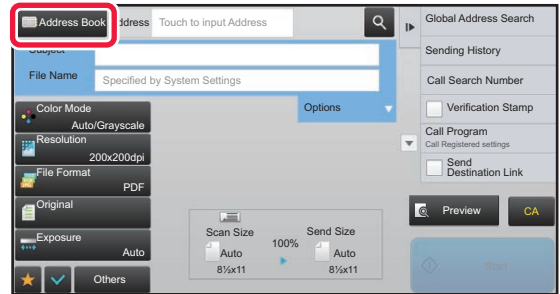 Address Book
Address
Touch to input Address
Subject
File Name
Specified by System Settings
Options
Color Mode
Auto/Grayscale
Resolution
200x200dpi
File Format
PDF
Original
Exposure
Auto
Others
Scan Size
Auto
8½x11
100%
Send Size
Auto
8½x11
Global Address Search
Sending History
Call Search Number
Verification Stamp
Call Program
Call Registered settings
Send
Destination Link
Preview
CA
Start